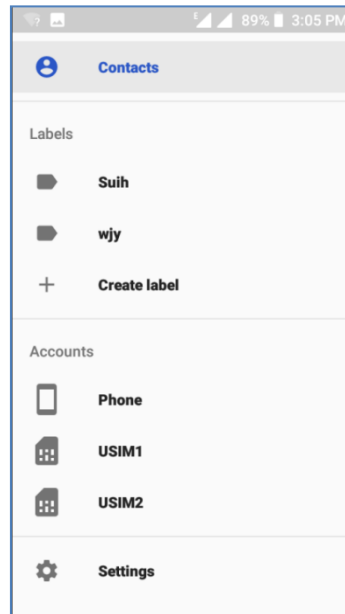 E 89% 3:05 PM
Contacts
Labels
Suih
wjy
Create label
Accounts
Phone
USIM1
USIM2
Settings